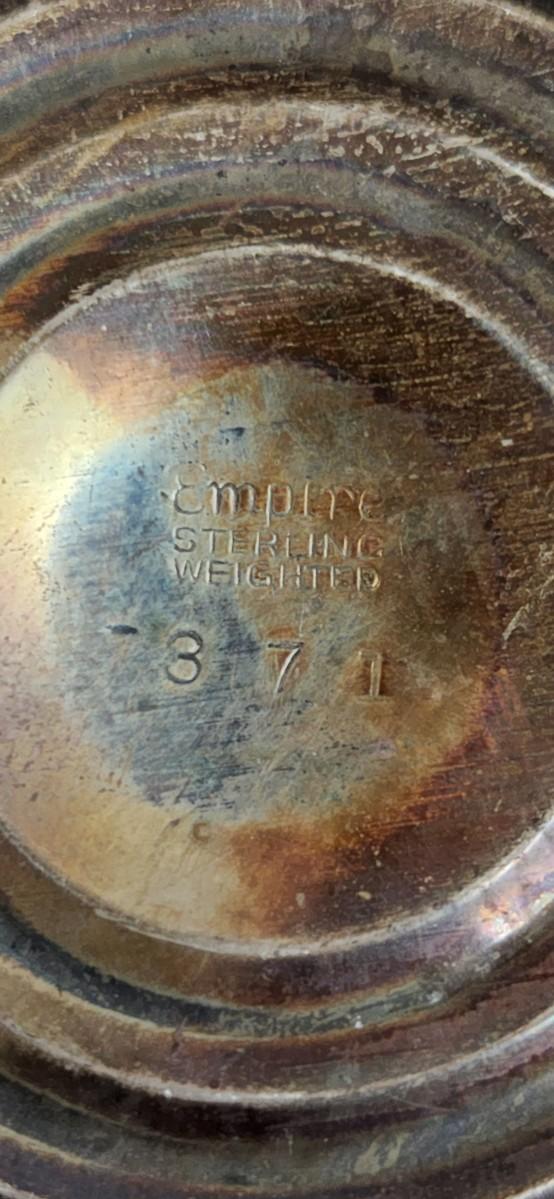 Empire
STERLING
WEIGHTED
371